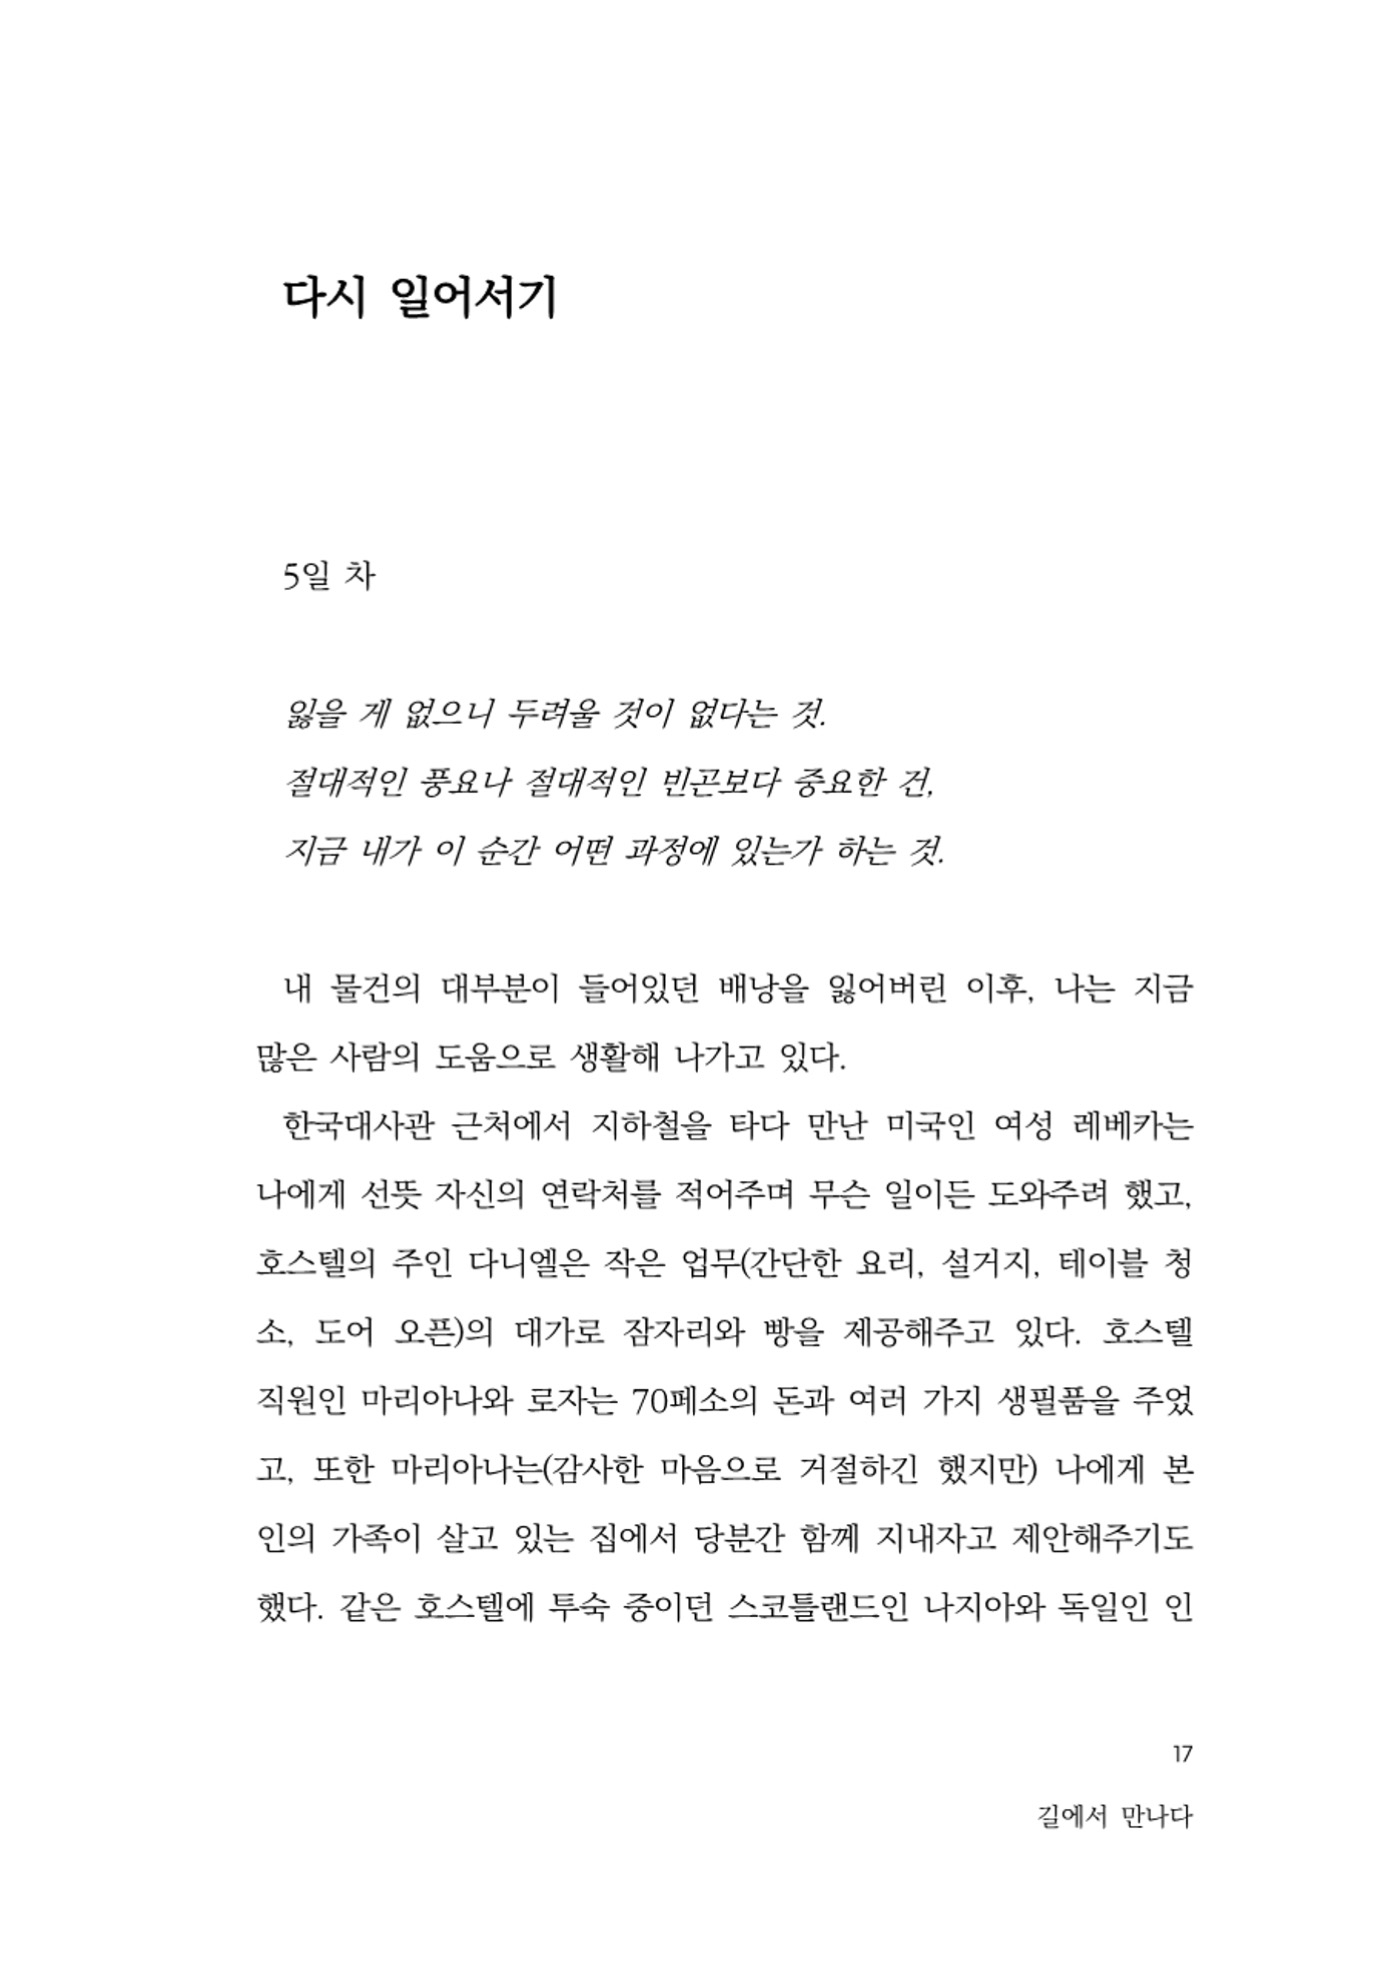 다시 일어서기
5일 차
잃을 게 없으니 두려울 것이 없다는 것.
절대적인 풍요나 절대적인 빈곤보다 중요한 건,
지금 내가 이 순간 어떤 과정에 있는가 하는 것.
내 물건의 대부분이 들어있던 배낭을 잃어버린 이후, 나는 지금
많은 사람의 도움으로 생활해 나가고 있다.
한국대사관 근처에서 지하철을 타다 만난 미국인 여성 레베카는
나에게 선뜻 자신의 연락처를 적어주며 무슨 일이든 도와주려 했고,
호스텔의 주인 다니엘은 작은 업무(간단한 요리, 설거지, 테이블 청
소, 도어 오픈)의 대가로 잠자리와 빵을 제공해주고 있다. 호스텔
직원인 마리아나와 로자는 70페소의 돈과 여러 가지 생필품을 주었
고, 또한 마리아나는(감사한 마음으로 거절하긴 했지만) 나에게 본
인의 가족이 살고 있는 집에서 당분간 함께 지내자고 제안해주기도
했다. 같은 호스텔에 투숙 중이던 스코틀랜드인 나지아와 독일인 인
17
길에서 만나다